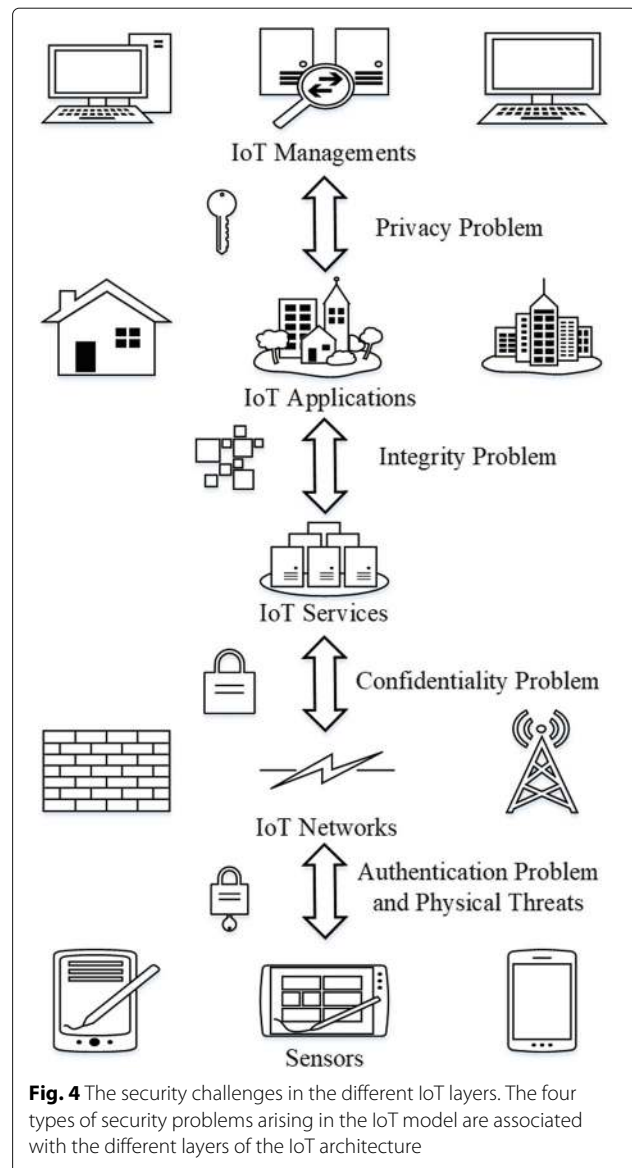 IoT Managements
Privacy Problem
IoT Applications
Integrity Problem
IoT Services
Confidentiality Problem
IoT Networks
Authentication Problem
and Physical Threats
Sensors
Fig. 4 The security challenges in the different IoT layers. The four
types of security problems arising in the IoT model are associated
with the different layers of the IoT architecture